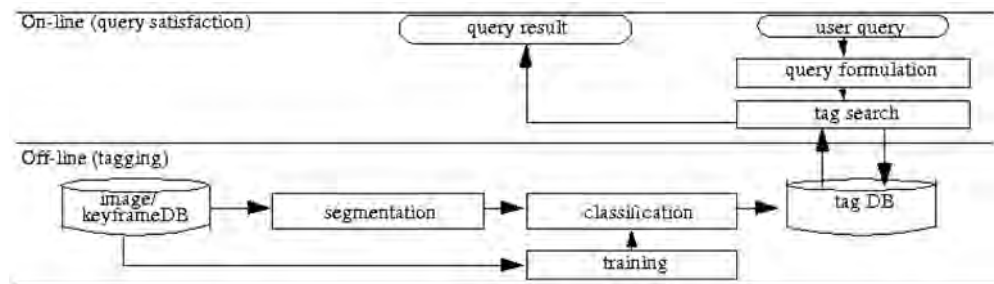 On-line (query satisfaction)
query result
user query
query formulation
tag search
Off-line (tagging)
image/
keyframeDB
segmentation
classification
tag DB
training